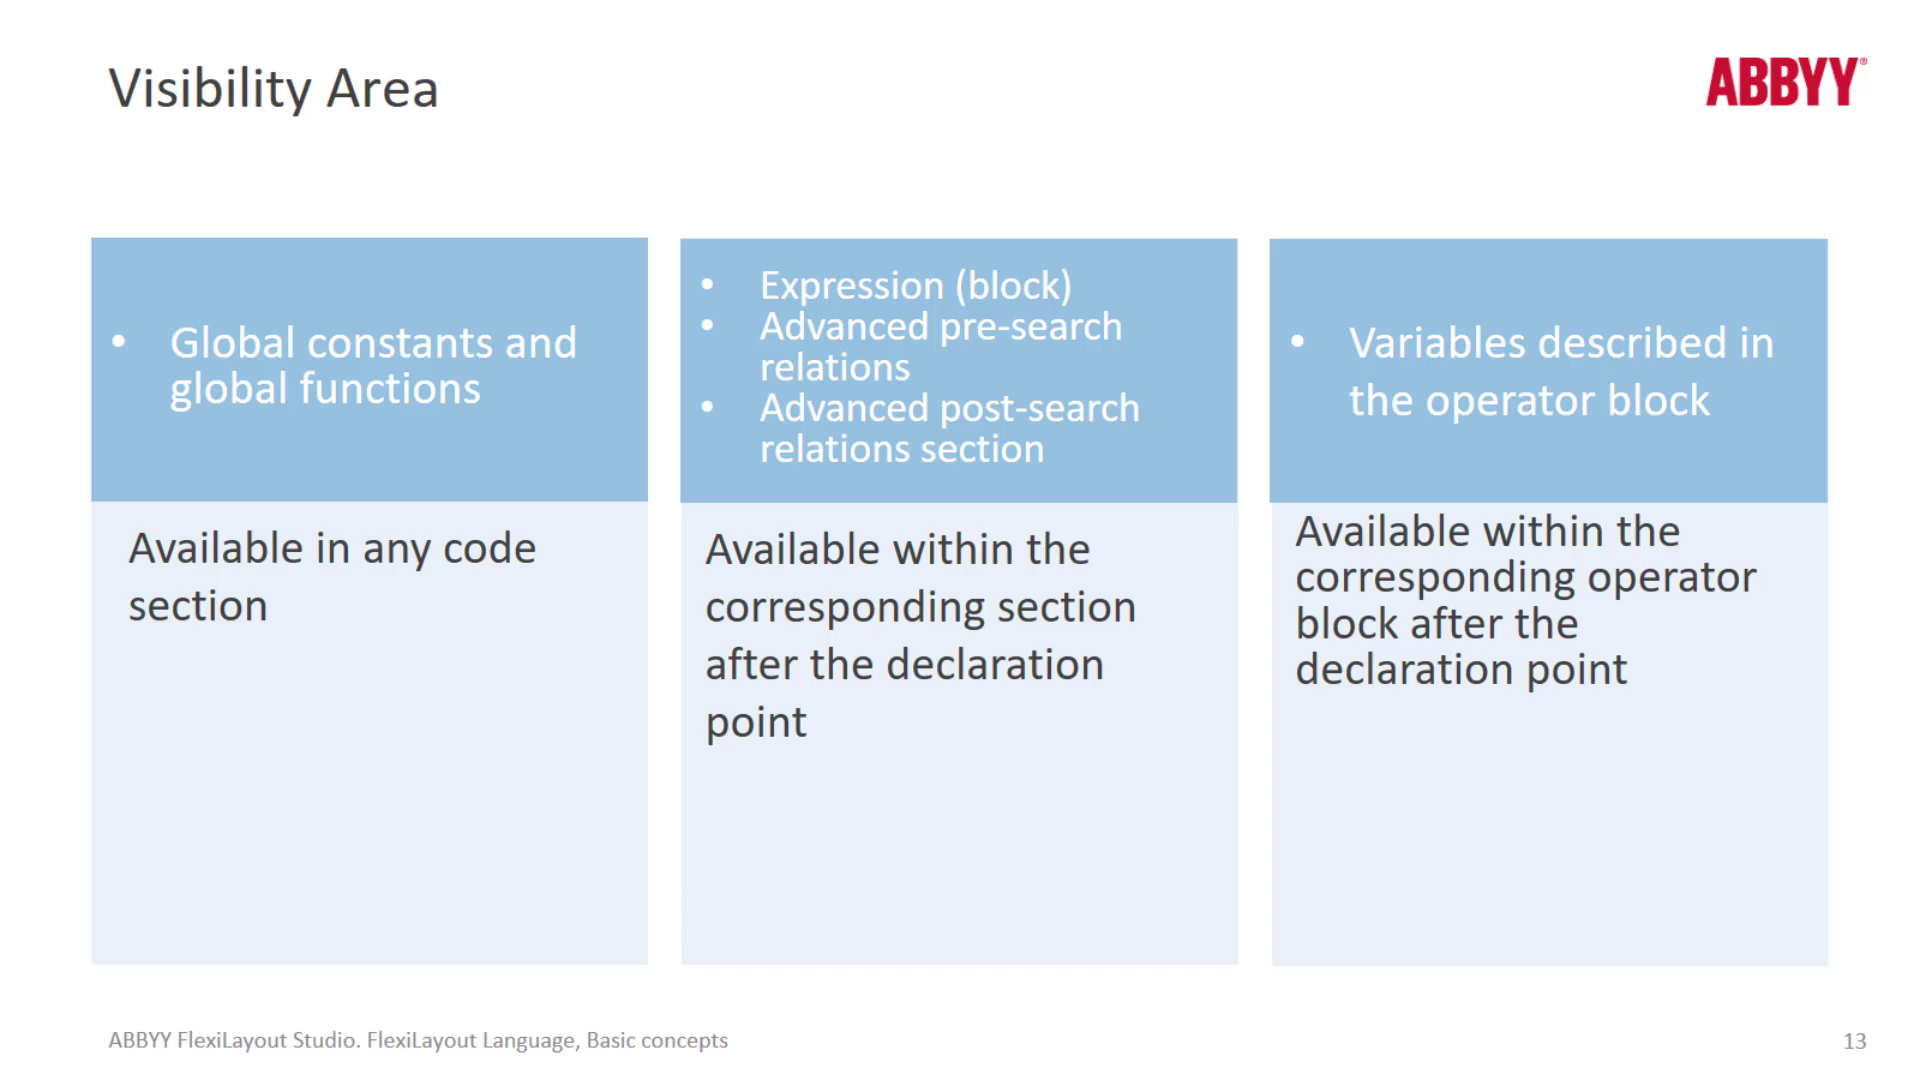 Visibility Area
ABBYY®
• Global constants and
global functions
Available in any code
section
• Expression (block)
• Advanced pre-search
relations
• Advanced post-search
relations section
Available within the
corresponding section
after the declaration
point
• Variables described in
the operator block
Available within the
corresponding operator
block after the
declaration point
ABBYY FlexiLayout Studio. FlexiLayout Language, Basic concepts
13